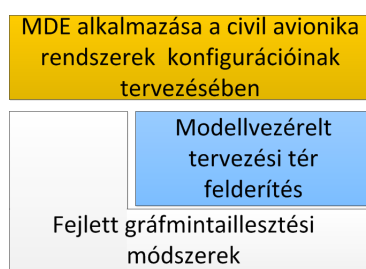 MDE alkalmazása a civil avionika
rendszerek konfigurációinak
tervezésében
Modellvezérelt
tervezési tér
felderítés
Fejlett gráfmintaillesztési
módszerek